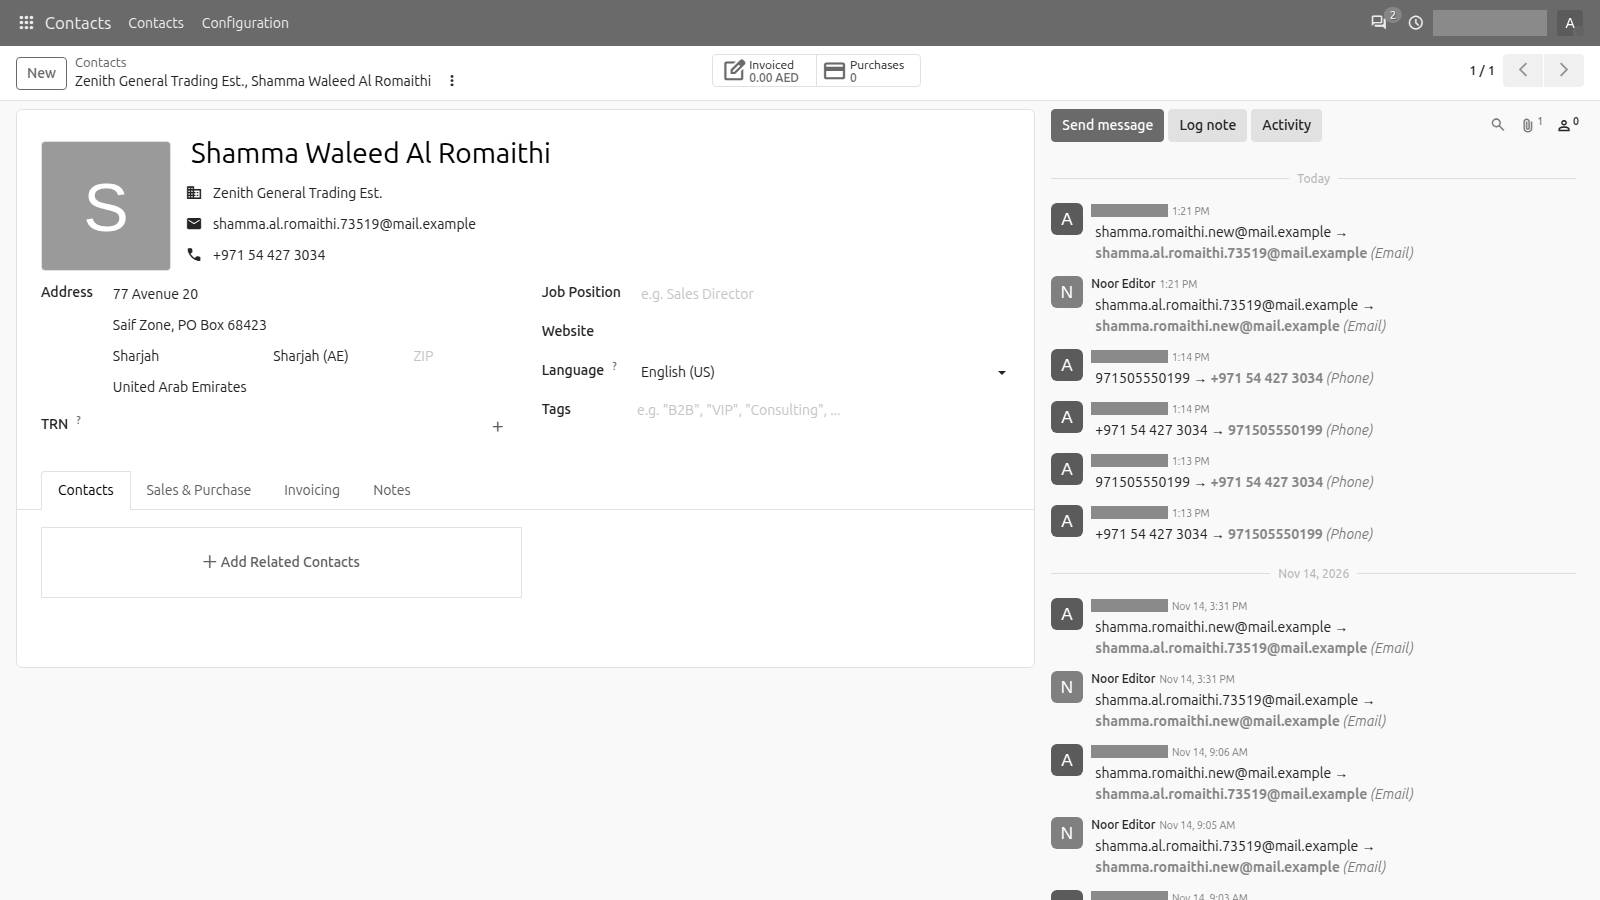 Contacts Contacts Configuration 2 A
New
Contacts
Zenith General Trading Est., Shamma Waleed Al Romaithi
Invoiced
0.00 AED
Purchases
0
1 / 1
S
Shamma Waleed Al Romaithi
Zenith General Trading Est.
shamma.al.romaithi.73519@mail.example
+971 54 427 3034
Address
77 Avenue 20
Saif Zone, PO Box 68423
Sharjah Sharjah (AE) ZIP
United Arab Emirates
TRN ?
Job Position e.g. Sales Director
Website
Language ? English (US)
Tags e.g. "B2B", "VIP", "Consulting", ...
Contacts Sales & Purchase Invoicing Notes
Add Related Contacts
Send message Log note Activity 1 0
Today
A 1:21 PM
shamma.romaithi.new@mail.example →
shamma.al.romaithi.73519@mail.example (Email)
N Noor Editor 1:21 PM
shamma.al.romaithi.73519@mail.example →
shamma.romaithi.new@mail.example (Email)
A 1:14 PM
971505550199 → +971 54 427 3034 (Phone)
A 1:14 PM
+971 54 427 3034 → 971505550199 (Phone)
A 1:13 PM
971505550199 → +971 54 427 3034 (Phone)
A 1:13 PM
+971 54 427 3034 → 971505550199 (Phone)
Nov 14, 2026
A Nov 14, 3:31 PM
shamma.romaithi.new@mail.example →
shamma.al.romaithi.73519@mail.example (Email)
N Noor Editor Nov 14, 3:31 PM
shamma.al.romaithi.73519@mail.example →
shamma.romaithi.new@mail.example (Email)
A Nov 14, 9:06 AM
shamma.romaithi.new@mail.example →
shamma.al.romaithi.73519@mail.example (Email)
N Noor Editor Nov 14, 9:05 AM
shamma.al.romaithi.73519@mail.example →
shamma.romaithi.new@mail.example (Email)
Nov 14, 9:03 AM